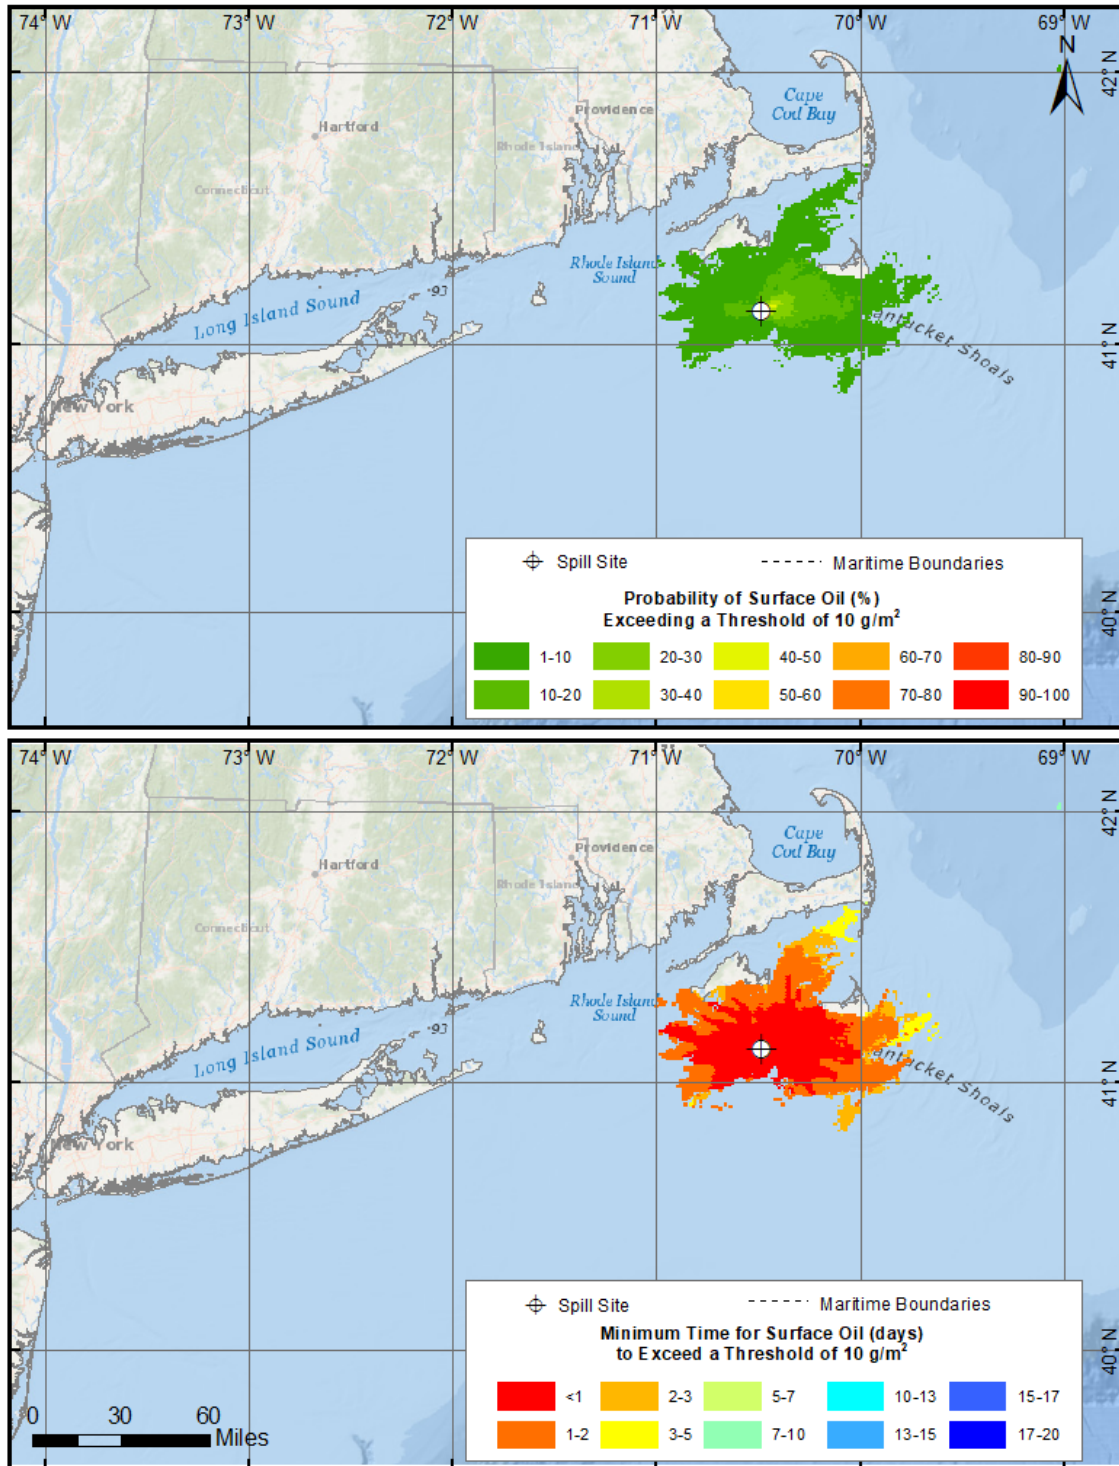 74° W 73° W 72° W 71° W 70° W 69° W
N
42° N
Cape
Cod Bay
Providence
Hartford
Rhode Island
Connecticut
Rhode Island
Sound
93
Long Island Sound
antucket Shoals
41° N
New York
Spill Site Maritime Boundaries
Probability of Surface Oil (%)
Exceeding a Threshold of 10 g/m²
1-10 20-30 40-50 60-70 80-90
10-20 30-40 50-60 70-80 90-100
40° N
74° W 73° W 72° W 71° W 70° W 69° W
42° N
Cape
Cod Bay
Providence
Hartford
Rhode Island
Connecticut
Rhode Island
Sound
93
Long Island Sound
antucket Shoals
41° N
New York
Spill Site Maritime Boundaries
Minimum Time for Surface Oil (days)
to Exceed a Threshold of 10 g/m²
<1 2-3 5-7 10-13 15-17
1-2 3-5 7-10 13-15 17-20
40° N
0 30 60
Miles